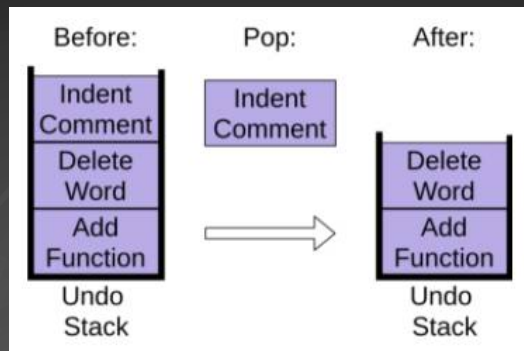 Before:
Pop:
After:
Indent
Comment
Delete
Word
Add
Function
Undo
Stack
Indent
Comment
Delete
Word
Add
Function
Undo
Stack